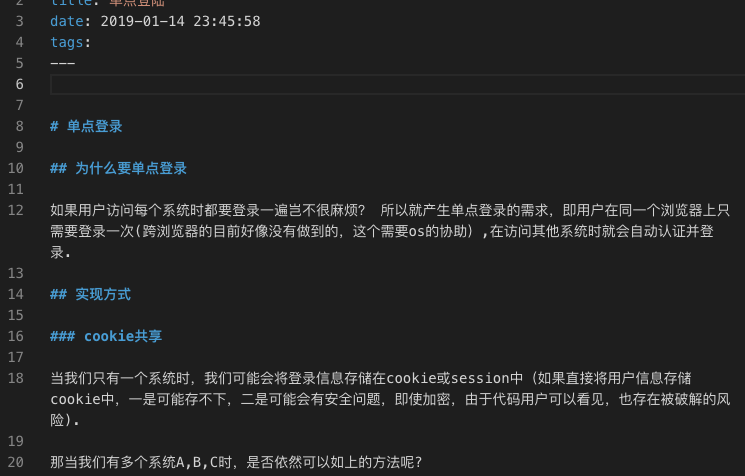 2 title: 单点登陆
3 date: 2019-01-14 23:45:58
4 tags:
5 ---
6
7
8 # 单点登录
9
10 ## 为什么要单点登录
11
12 如果用户访问每个系统时都要登录一遍岂不很麻烦? 所以就产生单点登录的需求，即用户在同一个浏览器上只
需要登录一次(跨浏览器的目前好像没有做到的，这个需要os的协助）,在访问其他系统时就会自动认证并登
录.
13
14 ## 实现方式
15
16 ### cookie共享
17
18 当我们只有一个系统时，我们可能会将登录信息存储在cookie或session中（如果直接将用户信息存储
cookie中，一是可能存不下，二是可能会有安全问题，即使加密，由于代码用户可以看见，也存在被破解的风
险).
19
20 那当我们有多个系统A,B,C时，是否依然可以如上的方法呢?